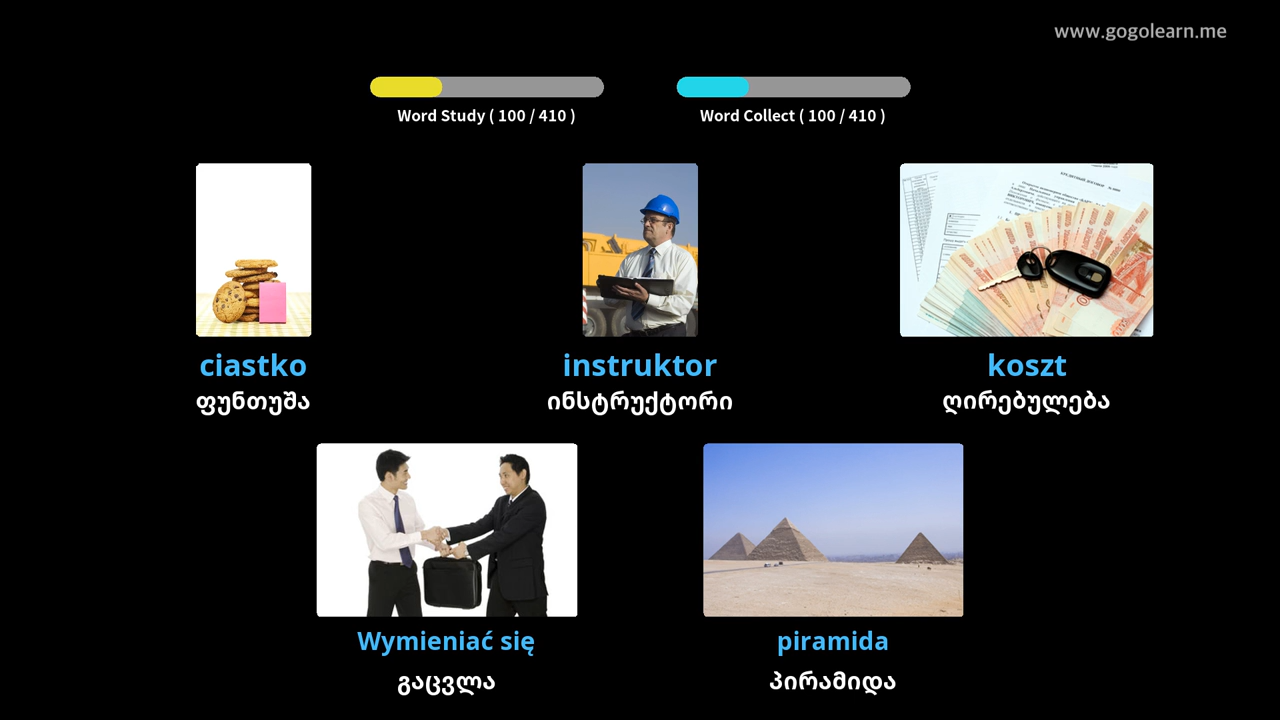 www.gogolearn.me
Word Study ( 100 / 410 )
Word Collect ( 100 / 410 )
ciastko
instruktor
koszt
ფუნთუშა
ინსტრუქტორი
ღირებულება
Wymieniać się
piramida
გაცვლა
პირამიდა